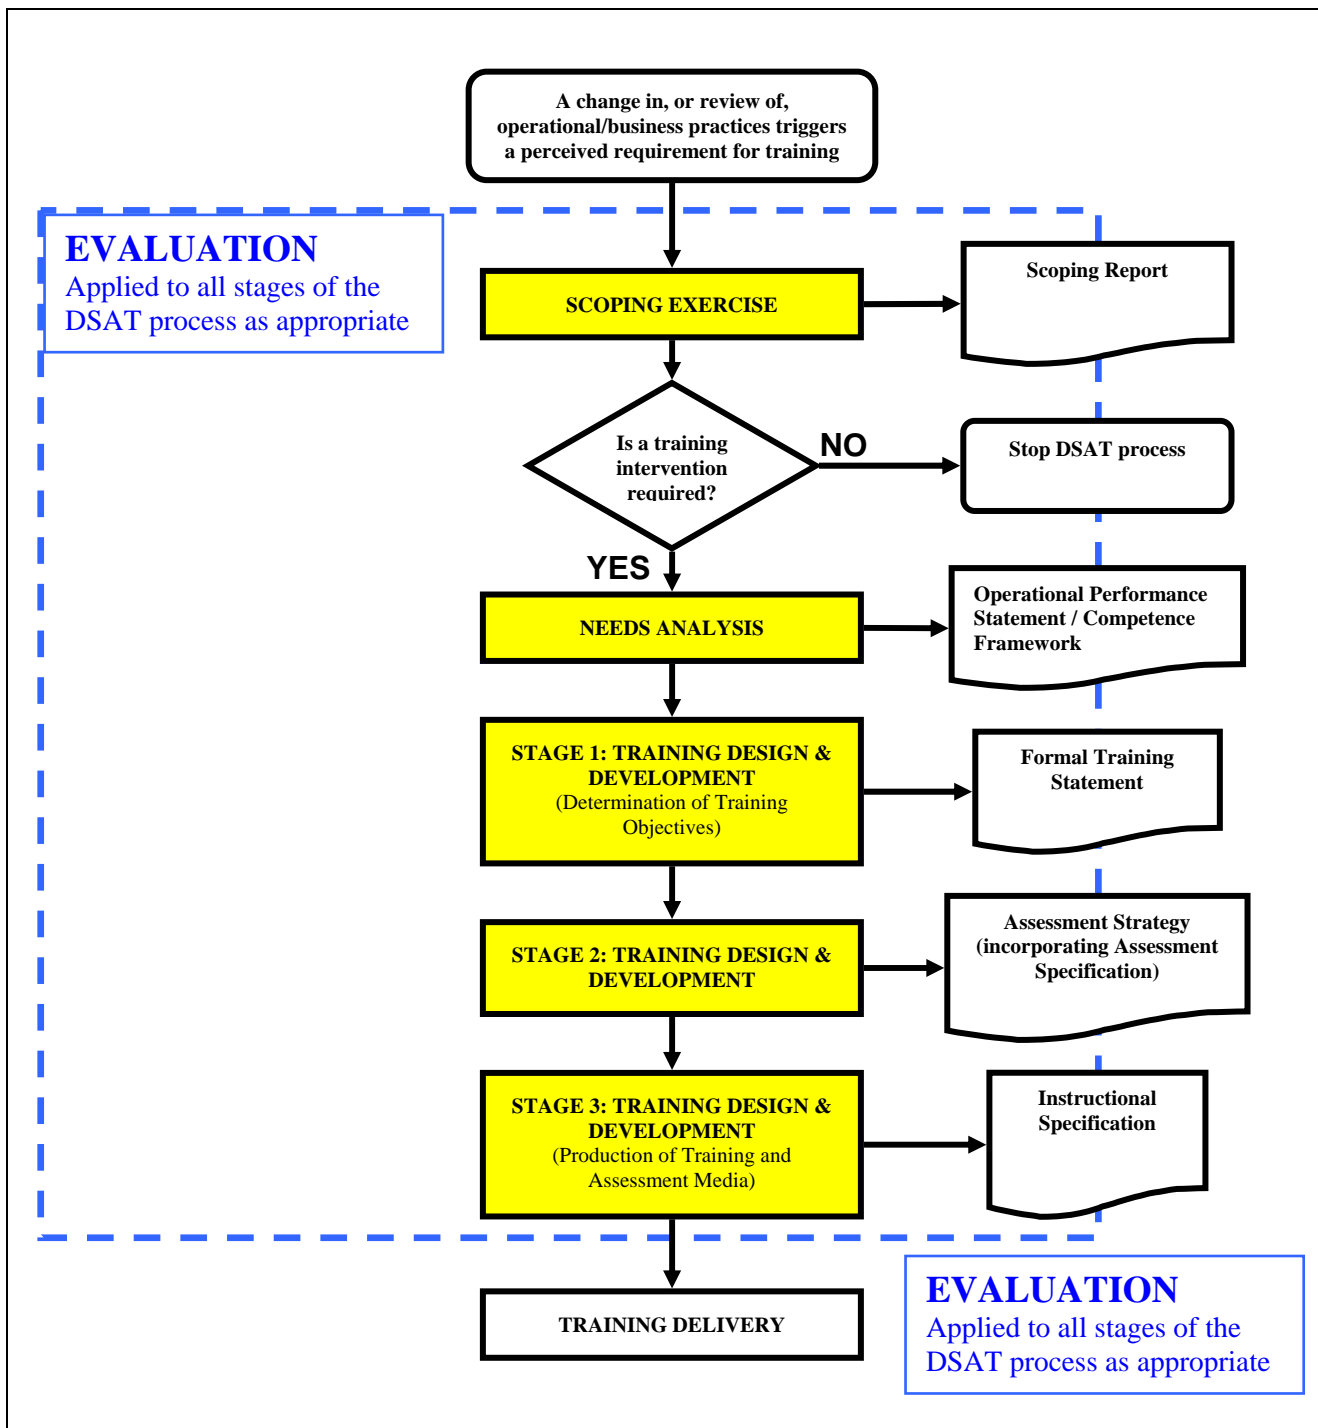 A change in, or review of,
operational/business practices triggers
a perceived requirement for training
EVALUATION
Applied to all stages of the
DSAT process as appropriate
SCOPING EXERCISE
Scoping Report
Is a training
intervention
required?
NO
Stop DSAT process
YES
NEEDS ANALYSIS
Operational Performance
Statement / Competence
Framework
STAGE 1: TRAINING DESIGN &
DEVELOPMENT
(Determination of Training
Objectives)
Formal Training
Statement
STAGE 2: TRAINING DESIGN &
DEVELOPMENT
Assessment Strategy
(incorporating Assessment
Specification)
STAGE 3: TRAINING DESIGN &
DEVELOPMENT
(Production of Training and
Assessment Media)
Instructional
Specification
TRAINING DELIVERY
EVALUATION
Applied to all stages of the
DSAT process as appropriate